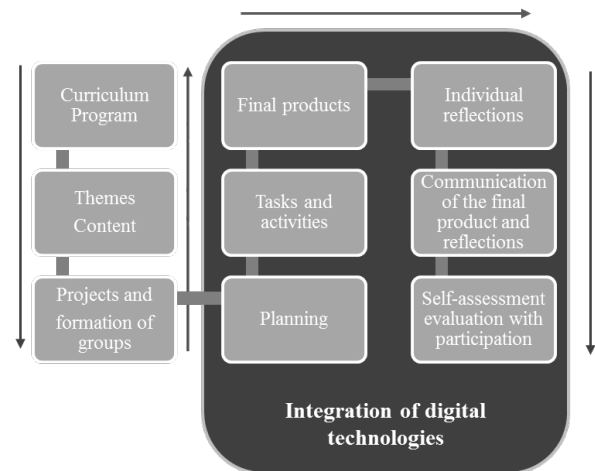 Curriculum
Program
Themes
Content
Projects and
formation of
groups
Final products
Tasks and
activities
Planning
Individual
reflections
Communication
of the final
product and
reflections
Self-assessment
evaluation with
participation
Integration of digital
technologies